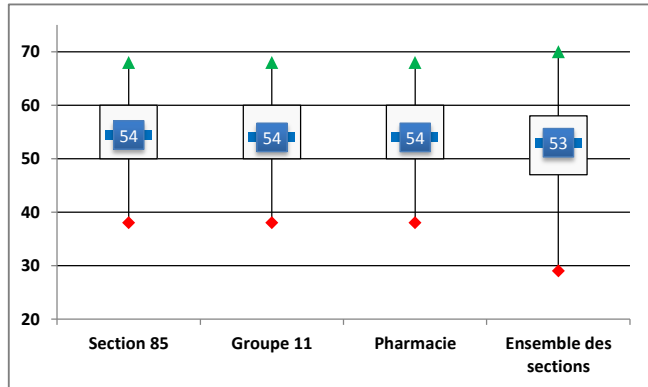 70
60
54
54
54
53
50
40
30
20
Section 85
Groupe 11
Pharmacie
Ensemble des
sections